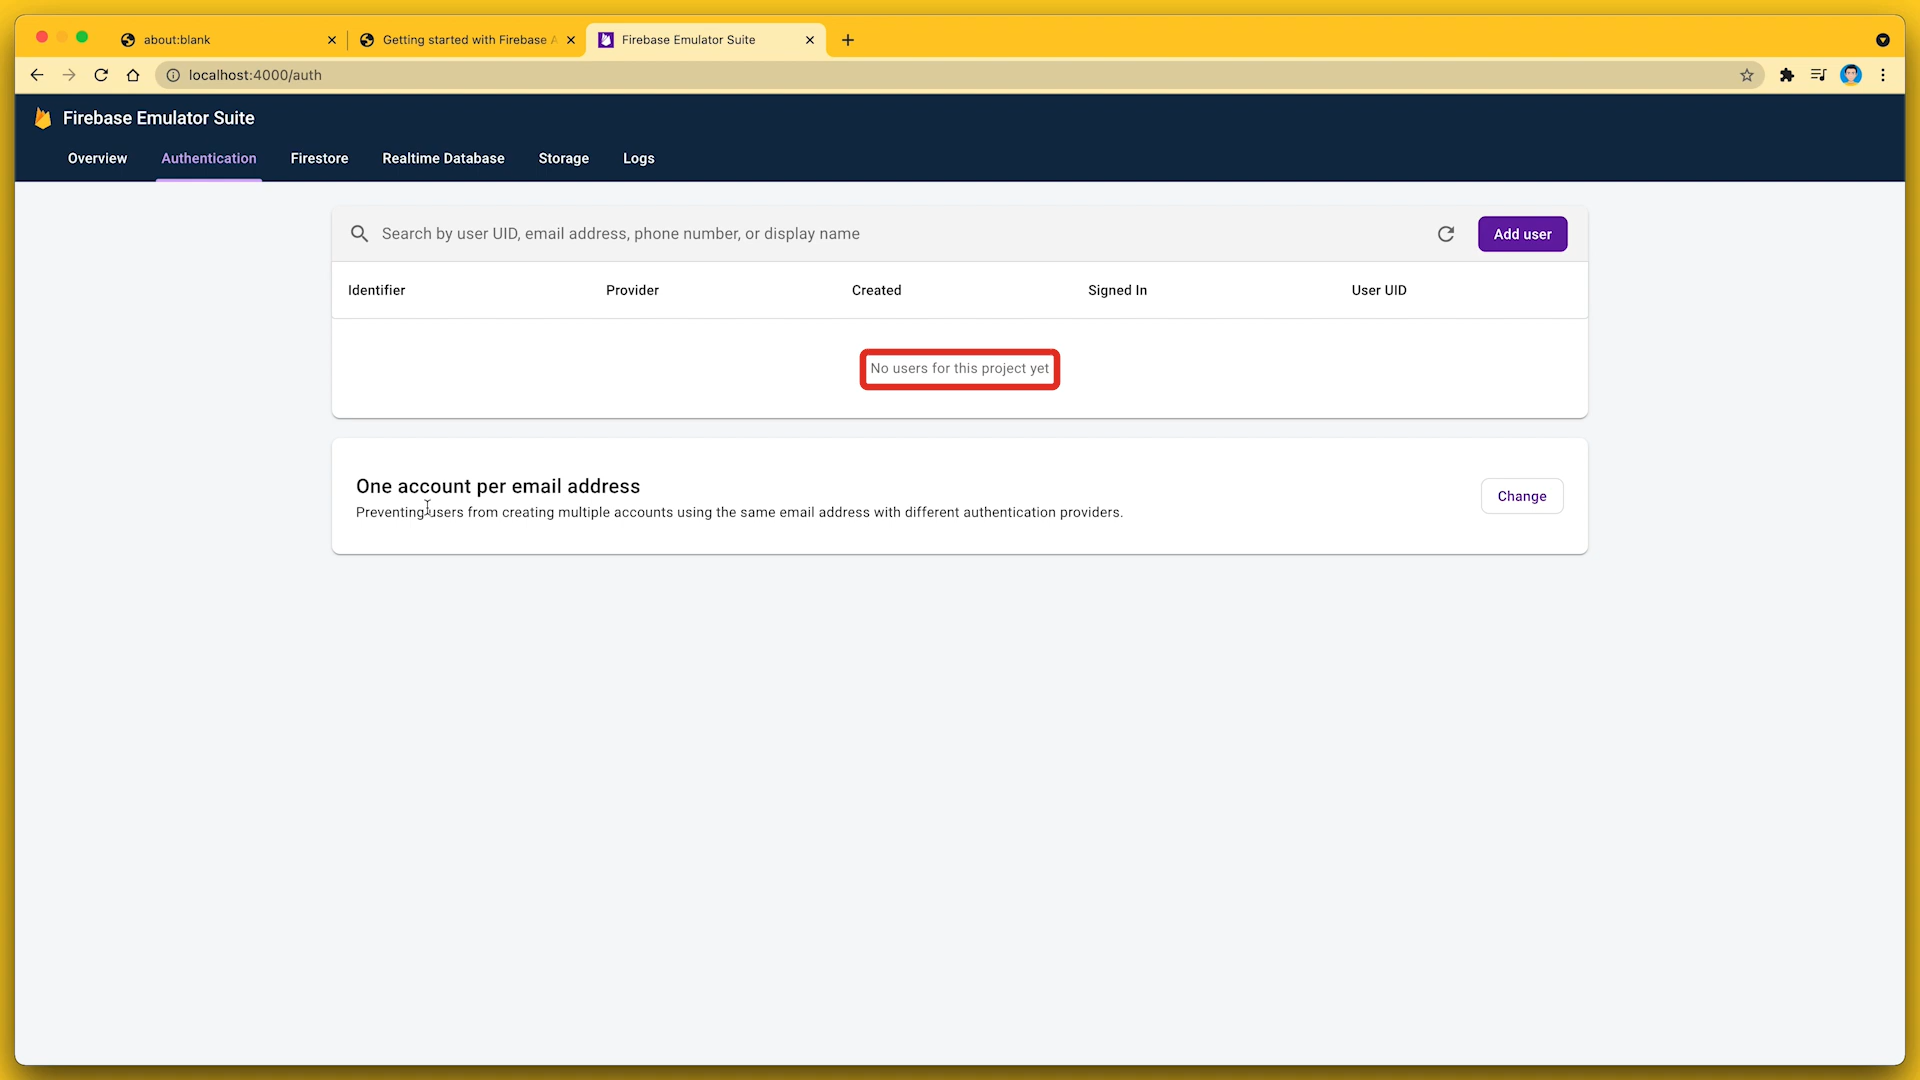 about:blank
Getting started with Firebase A
Firebase Emulator Suite
localhost:4000/auth
Firebase Emulator Suite
Overview
Authentication
Firestore
Realtime Database
Storage
Logs
Search by user UID, email address, phone number, or display name
Add user
Identifier
Provider
Created
Signed In
User UID
No users for this project yet
One account per email address
Preventing users from creating multiple accounts using the same email address with different authentication providers.
Change